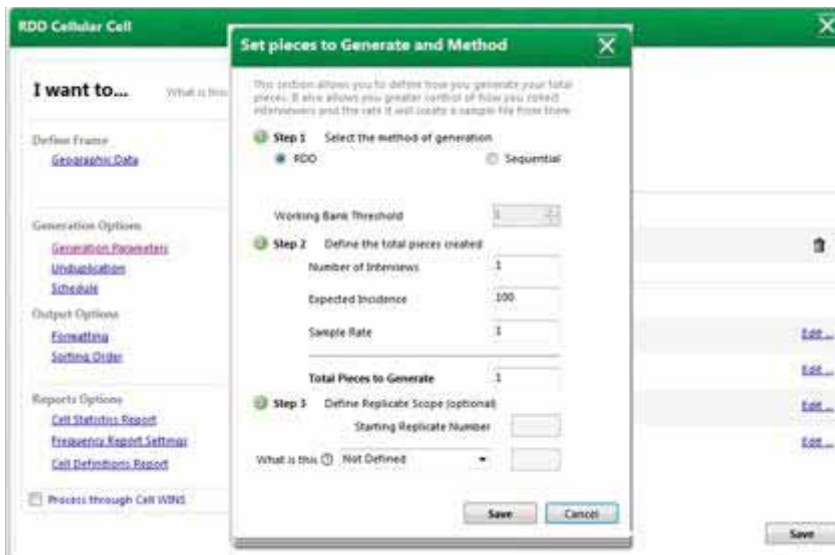 RDD Cellular Cell
I want to...
What is this
Define Frame
Geographic Data
Generation Options
Generation Parameters
Unduplication
Schedule
Output Options
Formatting
Sorting Order
Reports Options
Cell Statistics Report
Frequency Report Settings
Cell Definitions Report
Process through Cell WINS
Set pieces to Generate and Method
This section allows you to define how you generate your total
pieces. It also allows you greater control of how you
interviewers and the rate it will create a sample file from them
Step 1 Select the method of generation
RDD Sequential
Working Bank Threshold 1
Step 2 Define the total pieces created
Number of Interviews 1
Expected Incidence 100
Sample Rate 1
Total Pieces to Generate 1
Step 3 Define Replicate Scope (optional)
Starting Replicate Number
What is this Not Defined
Save Cancel
Edit ...
Edit ...
Edit ...
Edit ...
Save